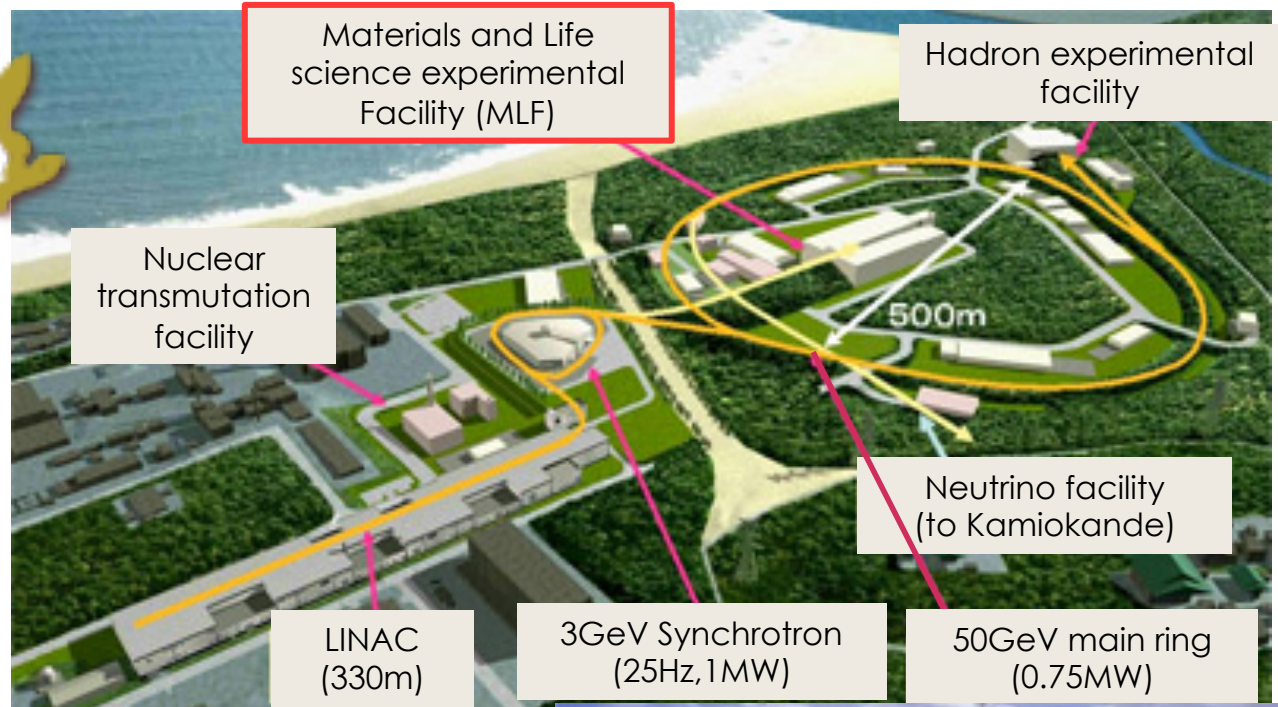 Materials and Life
science experimental
Facility (MLF)
Hadron experimental
facility
Nuclear
transmutation
facility
500m
Neutrino facility
(to Kamiokande)
LINAC
(330m)
3GeV Synchrotron
(25Hz,1MW)
50GeV main ring
(0.75MW)